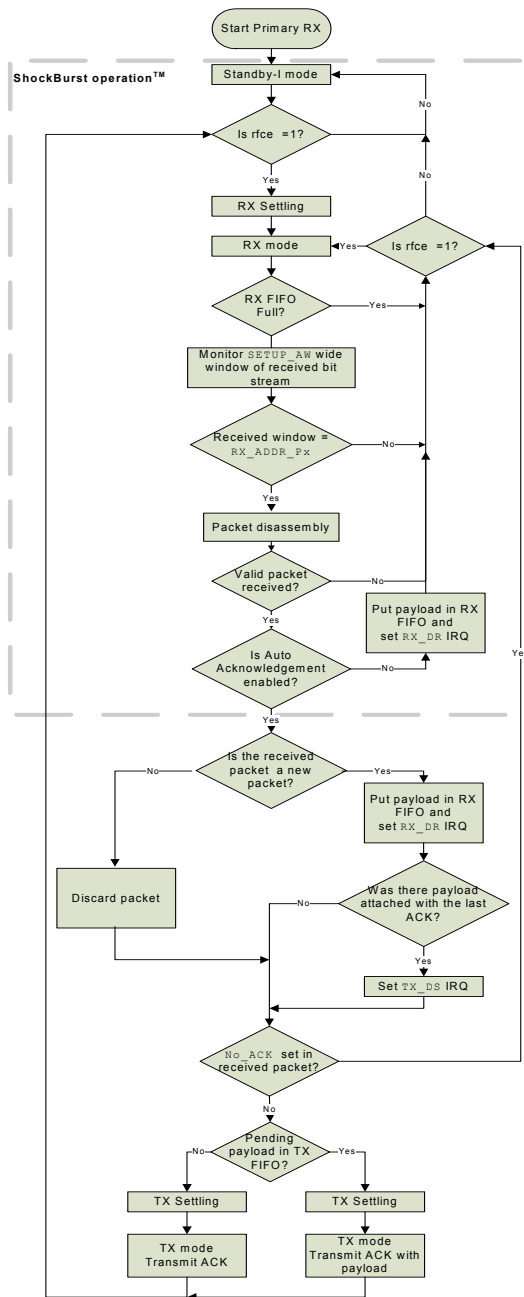 Start Primary RX
ShockBurst operation™
Standby-I mode
No
Is rfce =1?
Yes
No
RX Settling
RX mode
Yes
Is rfce =1?
RX FIFO
Full?
Yes
Monitor SETUP_AW wide
window of received bit
stream
Received window =
RX_ADDR_Px
No
Yes
Packet disassembly
Valid packet
received?
No
Yes
Put payload in RX
FIFO and
set RX_DR IRQ
Ye
Is Auto
Acknowledgement
enabled?
No
Yes
Is the received
packet a new
packet?
No
Yes
Put payload in RX
FIFO and
set RX_DR IRQ
Discard packet
Was there payload
attached with the last
ACK?
No
Yes
Set TX_DS IRQ
No_ACK set in
received packet?
No
Pending
payload in TX
FIFO?
No
Yes
TX Settling
TX Settling
TX mode
Transmit ACK
TX mode
Transmit ACK with
payload